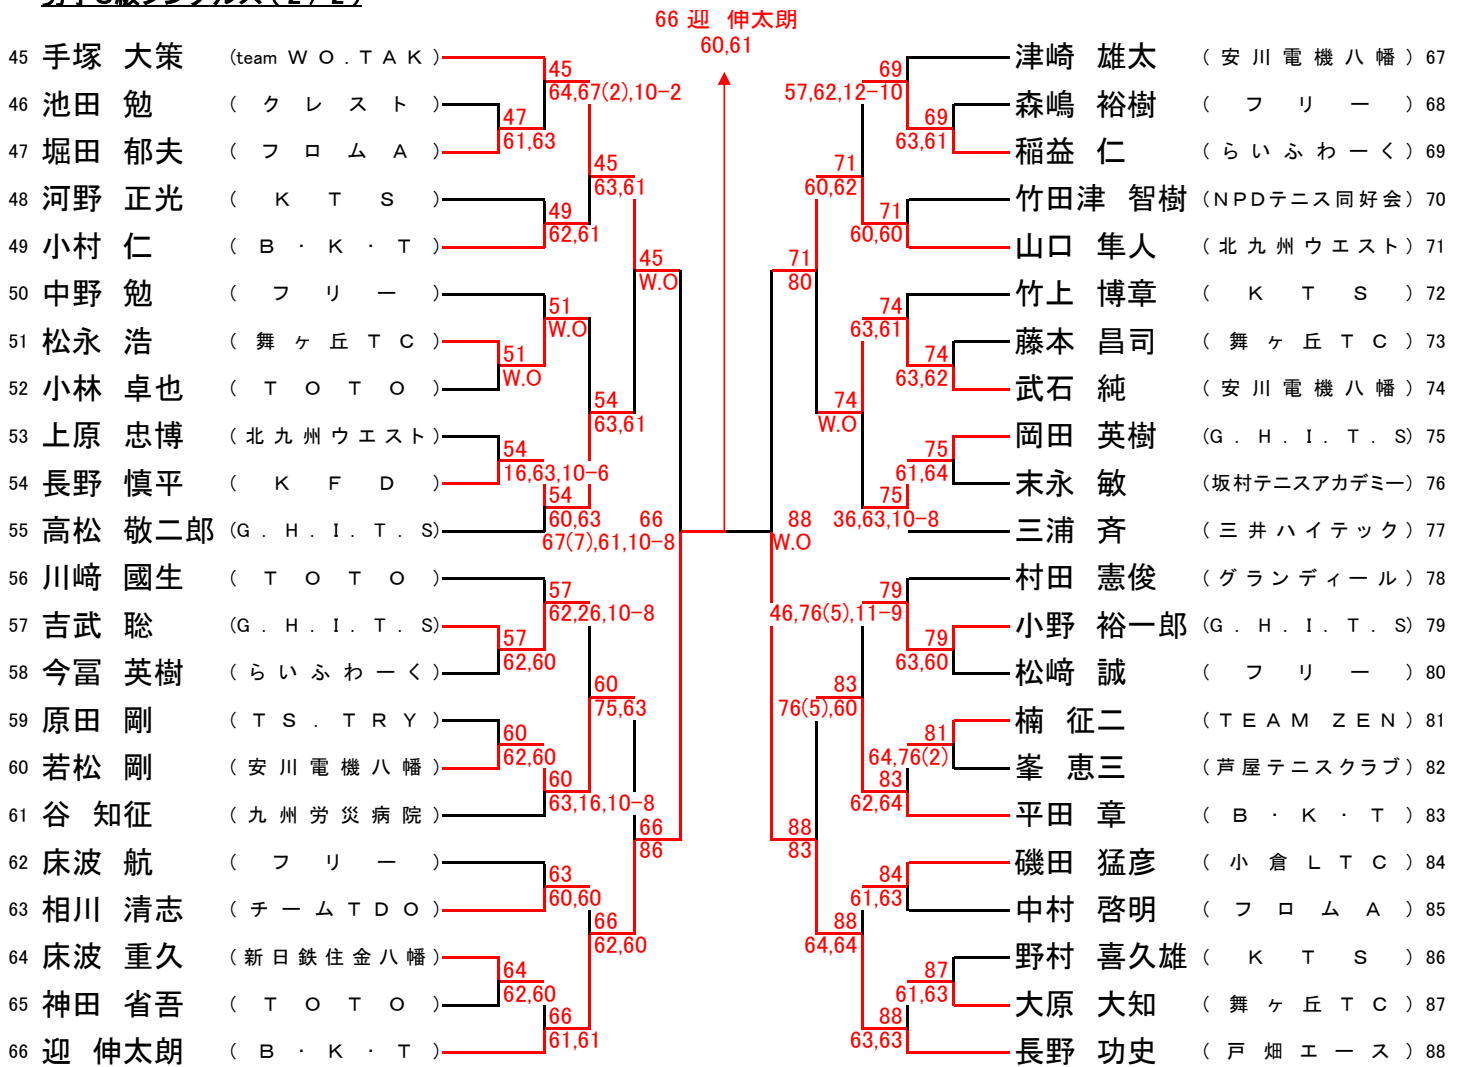 男子C級シングルス ( 2 / 2 )
66 迎 伸太朗
60,61
45 手塚 大策 (team W O . T A K)
46 池田 勉 ( ク レ ス ト )
47 堀田 郁夫 ( フ ロ ム A )
48 河野 正光 ( K T S )
49 小村 仁 ( B ・ K ・ T )
50 中野 勉 ( フ リ ー )
51 松永 浩 ( 舞 ヶ 丘 T C )
52 小林 卓也 ( T O T O )
53 上原 忠博 (北九州ウエスト)
54 長野 慎平 ( K F D )
55 高松 敬二郎 (G . H . I . T . S)
56 川﨑 國生 ( T O T O )
57 吉武 聡 (G . H . I . T . S)
58 今冨 英樹 ( ら い ふ わ ー く )
59 原田 剛 ( T S . T R Y )
60 若松 剛 ( 安 川 電 機 八 幡 )
61 谷 知征 ( 九 州 労 災 病 院 )
62 床波 航 ( フ リ ー )
63 相川 清志 ( チ ー ム T D O )
64 床波 重久 (新日鉄住金八幡)
65 神田 省吾 ( T O T O )
66 迎 伸太朗 ( B ・ K ・ T )
45
64,67(2),10-2
47
61,63
45
63,61
49
62,61
45
W.O
51
W.O
51
W.O
54
63,61
54
16,63,10-6
54
60,63
66
67(7),61,10-8
57
62,26,10-8
57
62,60
60
75,63
60
62,60
60
63,16,10-8
66
86
63
60,60
66
62,60
64
62,60
66
61,61
69
57,62,12-10
69
63,61
71
60,62
71
60,60
71
80
74
63,61
74
63,62
74
W.O
75
61,64
75
36,63,10-8
88
W.O
79
46,76(5),11-9
79
63,60
83
76(5),60
81
64,76(2)
83
62,64
88
83
84
61,63
88
64,64
87
61,63
88
63,63
津崎 雄太 ( 安 川 電 機 八 幡 ) 67
森嶋 裕樹 ( フ リ ー ) 68
稲益 仁 ( ら い ふ わ ー く ) 69
竹田津 智樹 (NPDテニス同好会) 70
山口 隼人 (北九州ウエスト) 71
竹上 博章 ( K T S ) 72
藤本 昌司 ( 舞 ヶ 丘 T C ) 73
武石 純 ( 安 川 電 機 八 幡 ) 74
岡田 英樹 (G . H . I . T . S) 75
末永 敏 (坂村テニスアカデミー) 76
三浦 斉 (三井ハイテック) 77
村田 憲俊 (グランディール) 78
小野 裕一郎 (G . H . I . T . S) 79
松﨑 誠 ( フ リ ー ) 80
楠 征二 ( T E A M Z E N ) 81
峯 恵三 (芦屋テニスクラブ) 82
平田 章 ( B ・ K ・ T ) 83
磯田 猛彦 ( 小 倉 L T C ) 84
中村 啓明 ( フ ロ ム A ) 85
野村 喜久雄 ( K T S ) 86
大原 大知 ( 舞 ヶ 丘 T C ) 87
長野 功史 ( 戸 畑 エ ー ス ) 88